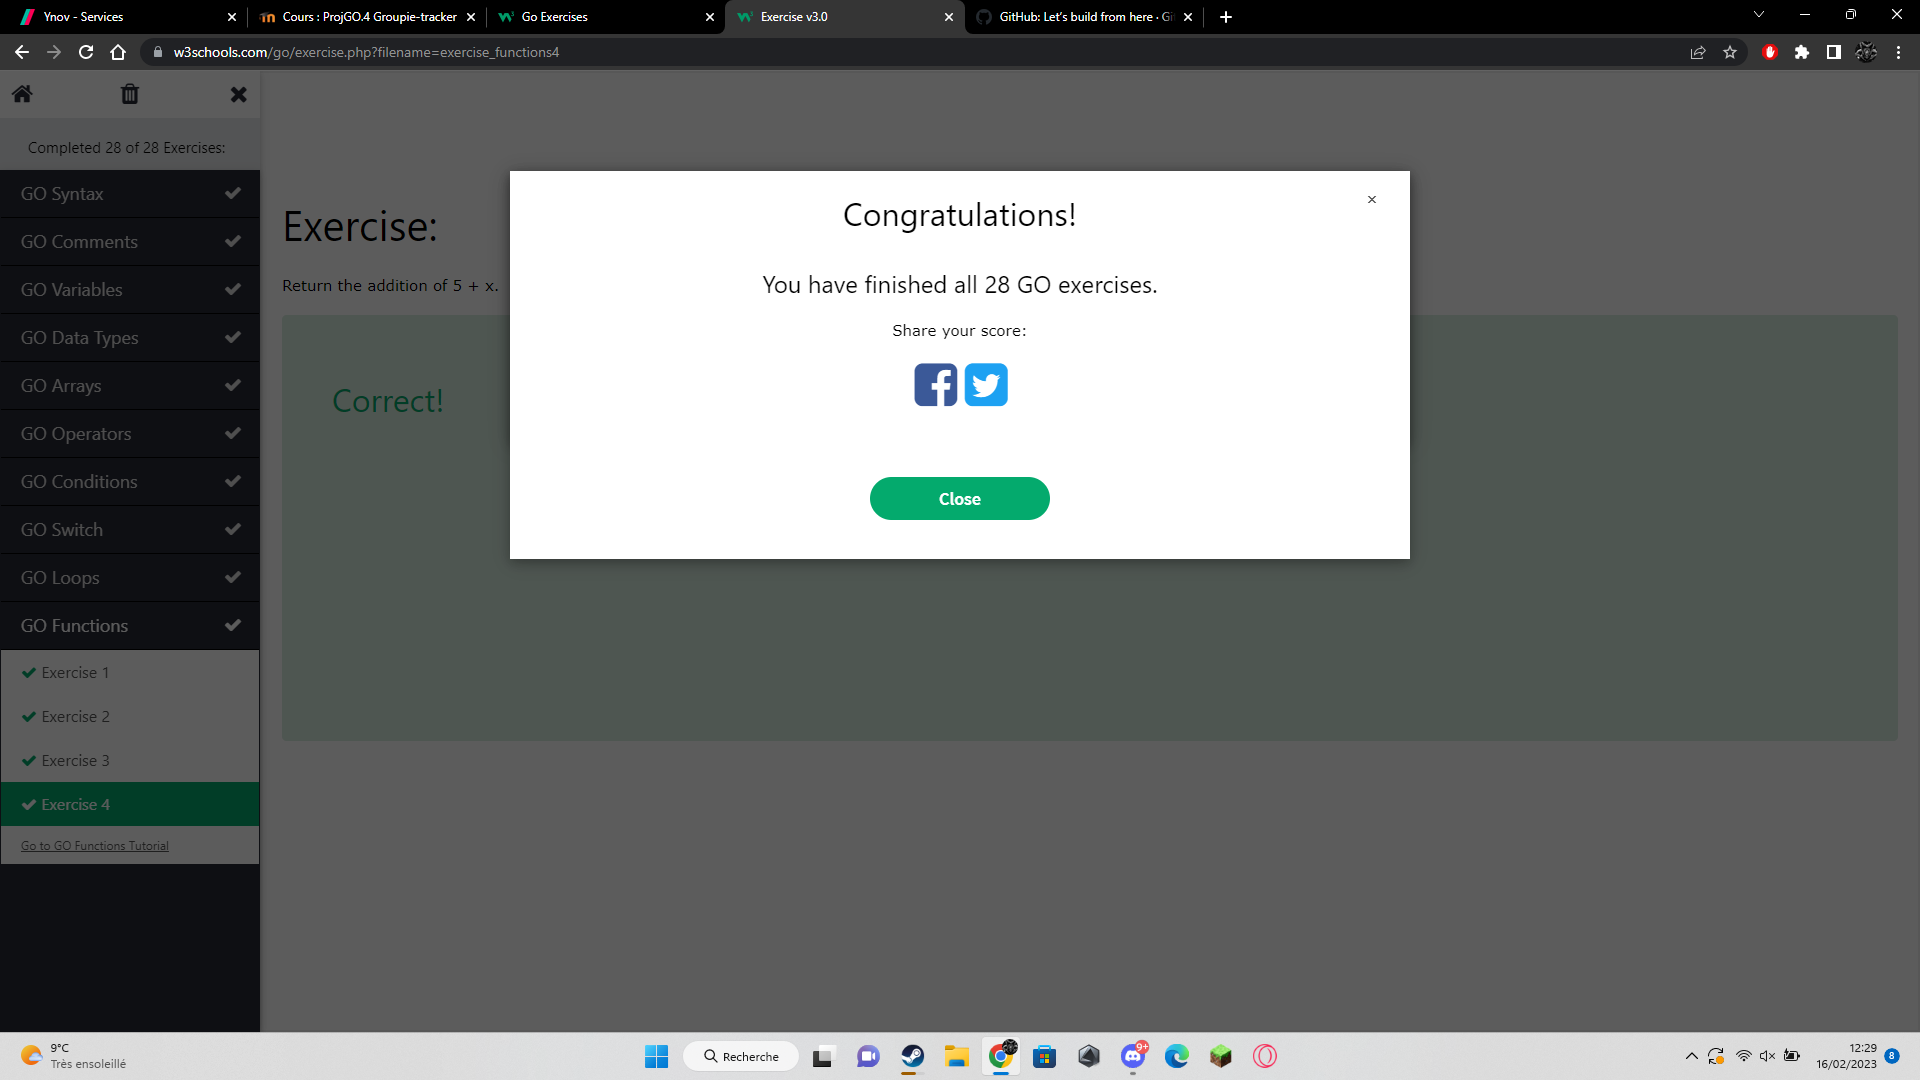 Ynov - Services
Cours : ProjGO.4 Groupie-tracker
Go Exercises
Exercise v3.0
GitHub: Let's build from here · Gi
w3schools.com/go/exercise.php?filename=exercise_functions4
Completed 28 of 28 Exercises:
GO Syntax
GO Comments
GO Variables
GO Data Types
GO Arrays
GO Operators
GO Conditions
GO Switch
GO Loops
GO Functions
Exercise 1
Exercise 2
Exercise 3
Exercise 4
Go to GO Functions Tutorial
Exercise:
Return the addition of 5 + x.
Correct!
×
Congratulations!
You have finished all 28 GO exercises.
Share your score:
Close
9°C
Très ensoleillé
Recherche
9+
12:29
16/02/2023
8